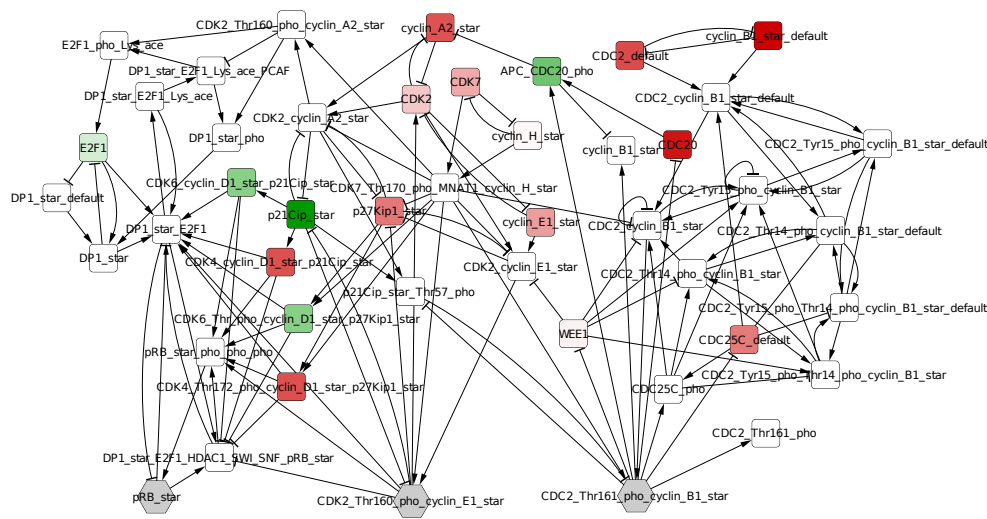 CDK2_Thr160_pho_cyclin_A2_star
cyclin_A2_star
cyclin_B1_star_default
E2F1_pho_Lys_ace
CDC2_default
DP1_star_E2F1_Lys_ace_PCAF
APC_CDC20_pho
CDK7
DP1_star_E2F1_Lys_ace
CDK2
CDC2_cyclin_B1_star_default
CDK2_cyclin_A2_star
cyclin_H_star
DP1_star_pho
CDC2_Tyr15_pho_cyclin_B1_star_default
E2F1
cyclin_B1_star
CDC20
CDK6_cyclin_D1_star_p21Cip_star
CDK7_Thr170_pho_MNAT1_cyclin_H_star
CDC2_Tyr15_pho_cyclin_B1_star
DP1_star_default
p21Cip_star
p27Kip1_star
cyclin_E1_star
DP1_star_E2F1
CDC2_cyclin_B1_star
CDC2_Thr14_pho_cyclin_B1_star_default
DP1_star
CDK4_cyclin_D1_star_p21Cip_star
CDK2_cyclin_E1_star
CDC2_Thr14_pho_cyclin_B1_star
p21Cip_star_Thr57_pho
CDC2_Tyr15_pho_Thr14_pho_cyclin_B1_star_default
CDK6_Thr_pho_cyclin_D1_star_p27Kip1_star
WEE1
CDC25C_default
pRB_star_pho_pho_pho
CDC2_Tyr15_pho_Thr14_pho_cyclin_B1_star
CDK4_Thr172_pho_cyclin_D1_star_p27Kip1_star
CDC25C_pho
CDC2_Thr161_pho
DP1_star_E2F1_HDAC1_SWI_SNF_pRB_star
pRB_star
CDK2_Thr160_pho_cyclin_E1_star
CDC2_Thr161_pho_cyclin_B1_star